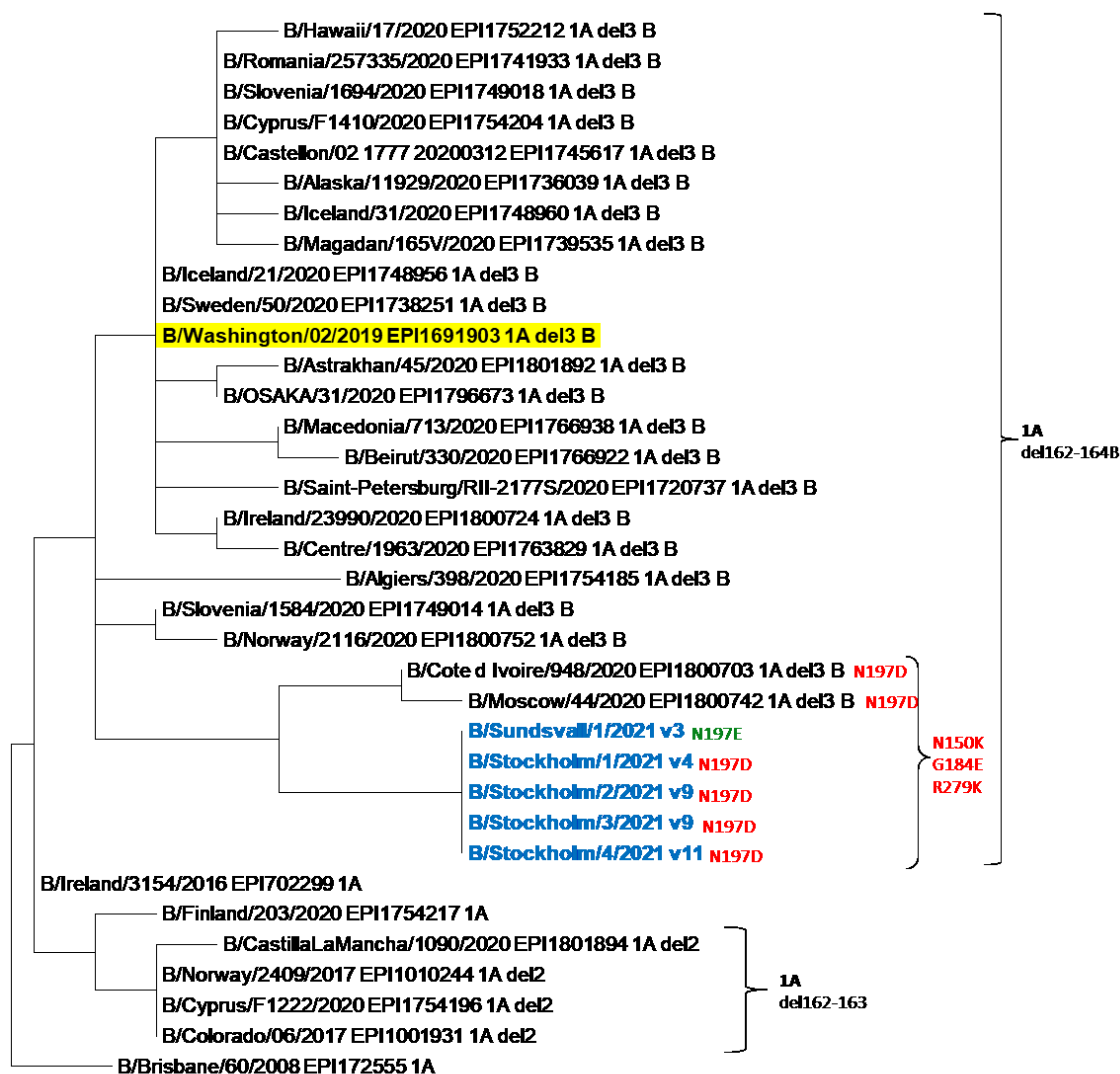 B/Hawaii/17/2020 EPI1752212 1A del3 B
B/Romania/257335/2020 EPI1741933 1A del3 B
B/Slovenia/1694/2020 EPI1749018 1A del3 B
B/Cyprus/F1410/2020 EPI1754204 1A del3 B
B/Castellon/02 1777 20200312 EPI1745617 1A del3 B
B/Alaska/11929/2020 EPI1736039 1A del3 B
B/Iceland/31/2020 EPI1748960 1A del3 B
B/Magadan/165V/2020 EPI1739535 1A del3 B
B/Iceland/21/2020 EPI1748956 1A del3 B
B/Sweden/50/2020 EPI1738251 1A del3 B
B/Washington/02/2019 EPI1691903 1A del3 B
B/Astrakhan/45/2020 EPI1801892 1A del3 B
B/OSAKA/31/2020 EPI1796673 1A del3 B
B/Macedonia/713/2020 EPI1766938 1A del3 B
1A
del162-164B
B/Beirut/330/2020 EPI1766922 1A del3 B
B/Saint-Petersburg/RII-2177S/2020 EPI1720737 1A del3 B
B/Ireland/23990/2020 EPI1800724 1A del3 B
B/Centre/1963/2020 EPI1763829 1A del3 B
B/Algiers/398/2020 EPI1754185 1A del3 B
B/Slovenia/1584/2020 EPI1749014 1A del3 B
B/Norway/2116/2020 EPI1800752 1A del3 B
B/Cote d Ivoire/948/2020 EPI1800703 1A del3 B N197D
B/Moscow/44/2020 EPI1800742 1A del3 B N197D
B/Sundsvall/1/2021 v3 N197E
B/Stockholm/1/2021 v4 N197D
B/Stockholm/2/2021 v9 N197D
B/Stockholm/3/2021 v9 N197D
B/Stockholm/4/2021 v11 N197D
N150K
G184E
R279K
B/Ireland/3154/2016 EPI702299 1A
B/Finland/203/2020 EPI1754217 1A
B/CastillaLaMancha/1090/2020 EPI1801894 1A del2
B/Norway/2409/2017 EPI1010244 1A del2
B/Cyprus/F1222/2020 EPI1754196 1A del2
B/Colorado/06/2017 EPI1001931 1A del2
1A
del162-163
B/Brisbane/60/2008 EPI172555 1A